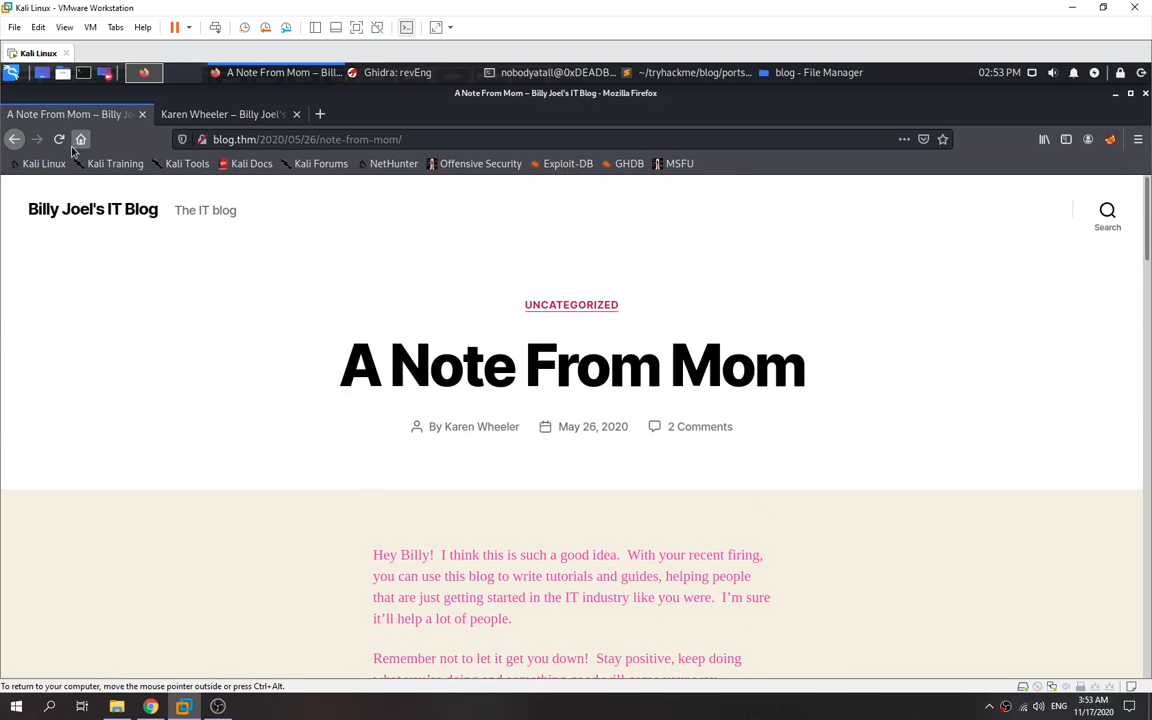 Kali Linux - VMware Workstation
File Edit View VM Tabs Help
Kali Linux
A Note From Mom – Bill... Ghidra: revEng nobodyatall@0xDEADB... ~/tryhackme/blog/ports... blog - File Manager 02:53 PM
A Note From Mom – Billy Joel's IT Blog - Mozilla Firefox
A Note From Mom – Billy Jo Karen Wheeler – Billy Joel's
blog.thm/2020/05/26/note-from-mom/
Kali Linux Kali Training Kali Tools Kali Docs Kali Forums NetHunter Offensive Security Exploit-DB GHDB MSFU
Billy Joel's IT Blog The IT blog
Search
UNCATEGORIZED
A Note From Mom
By Karen Wheeler May 26, 2020 2 Comments
Hey Billy! I think this is such a good idea. With your recent firing,
you can use this blog to write tutorials and guides, helping people
that are just getting started in the IT industry like you were. I'm sure
it'll help a lot of people.
Remember not to let it get you down! Stay positive, keep doing
To return to your computer, move the mouse pointer outside or press Ctrl+Alt.
ENG 3:53 AM
11/17/2020